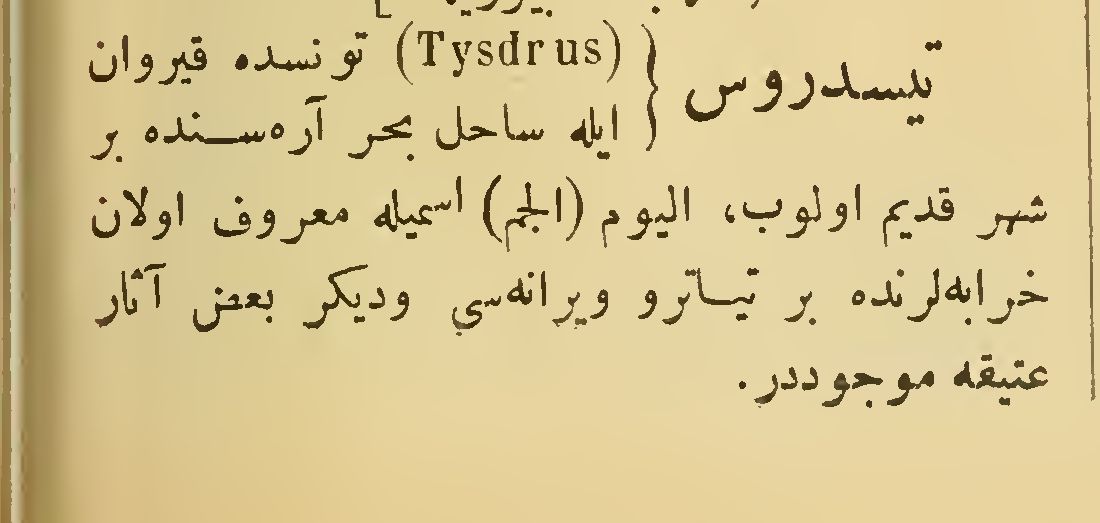 تیسدروس { (Tysdrus) تونسده قیروان
ایله ساحل بحر آره‌سنده بر
شهر قدیم اولوب، الیوم (الجم) اسمیله معروف اولان
خرابه‌لرنده بر تیاترو ویرانه‌سی ودیکر بعض آثار
عتیقه موجوددر.